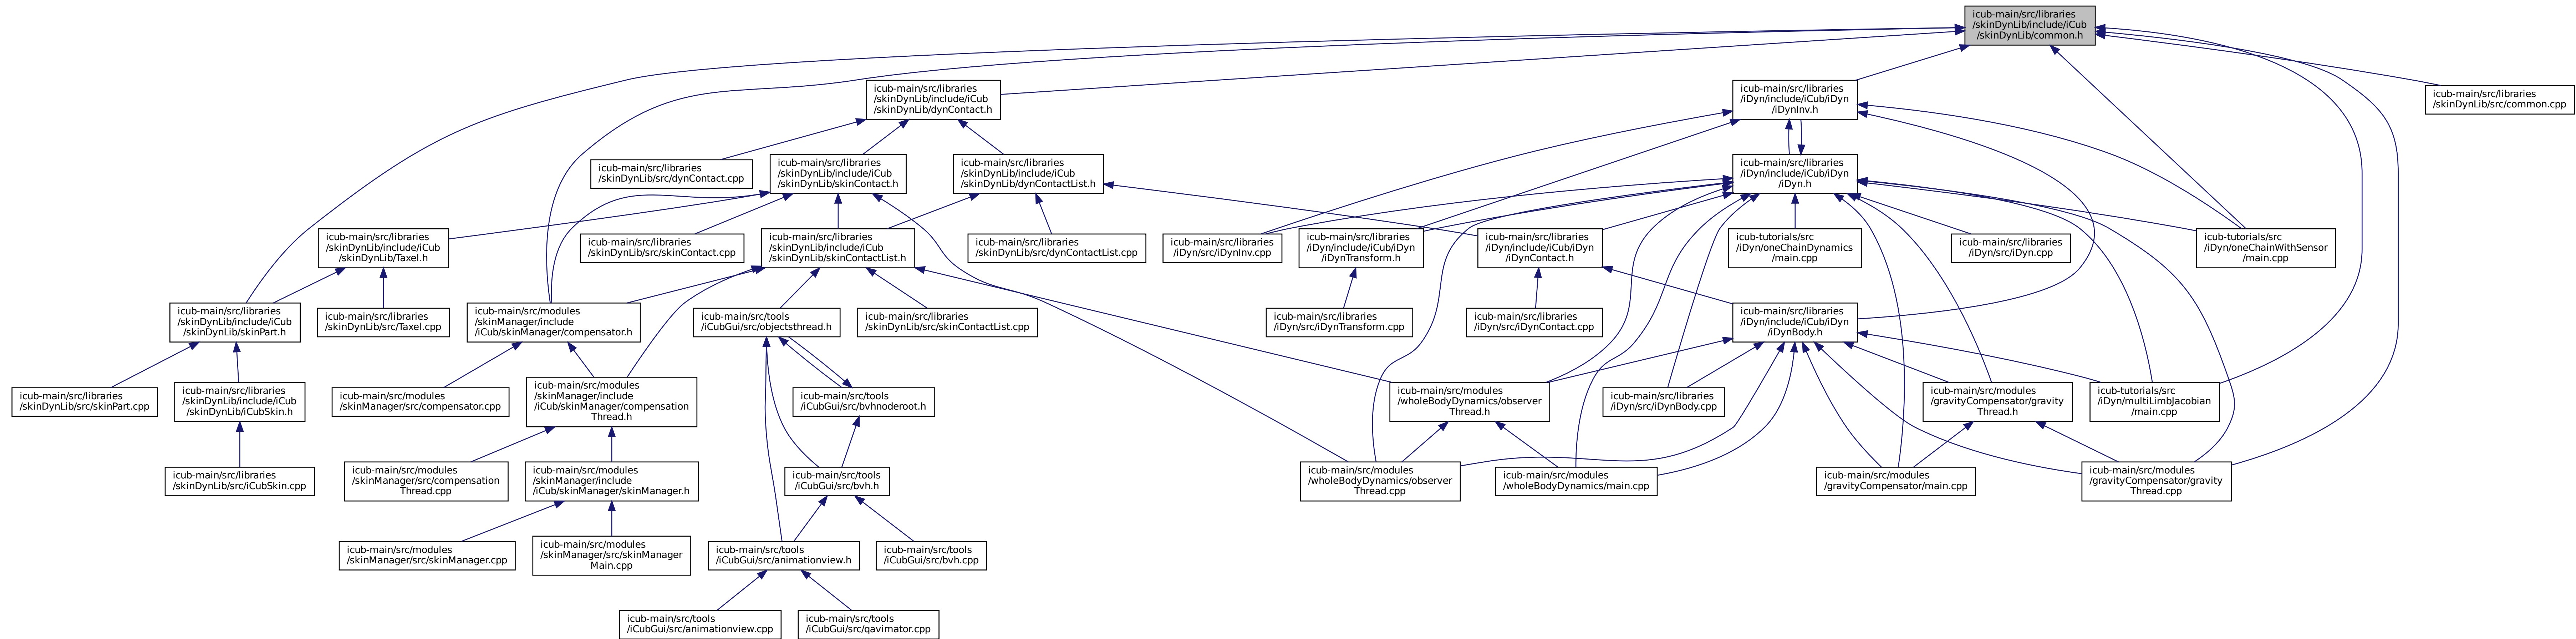 icub-main/src/libraries
/skinDynLib/include/iCub
/skinDynLib/common.h
icub-main/src/libraries
/skinDynLib/include/iCub
/skinDynLib/dynContact.h
icub-main/src/libraries
/iDyn/include/iCub/iDyn
/iDynInv.h
icub-main/src/libraries
/skinDynLib/src/common.cpp
icub-main/src/libraries
/skinDynLib/src/dynContact.cpp
icub-main/src/libraries
/skinDynLib/include/iCub
/skinDynLib/skinContact.h
icub-main/src/libraries
/skinDynLib/include/iCub
/skinDynLib/dynContactList.h
icub-main/src/libraries
/iDyn/include/iCub/iDyn
/iDyn.h
icub-main/src/libraries
/skinDynLib/include/iCub
/skinDynLib/Taxel.h
icub-main/src/libraries
/skinDynLib/src/skinContact.cpp
icub-main/src/libraries
/skinDynLib/include/iCub
/skinDynLib/skinContactList.h
icub-main/src/libraries
/skinDynLib/src/dynContactList.cpp
icub-main/src/libraries
/iDyn/src/iDynInv.cpp
icub-main/src/libraries
/iDyn/include/iCub/iDyn
/iDynTransform.h
icub-main/src/libraries
/iDyn/include/iCub/iDyn
/iDynContact.h
icub-tutorials/src
/iDyn/oneChainDynamics
/main.cpp
icub-main/src/libraries
/iDyn/src/iDyn.cpp
icub-tutorials/src
/iDyn/oneChainWithSensor
/main.cpp
icub-main/src/libraries
/skinDynLib/include/iCub
/skinDynLib/skinPart.h
icub-main/src/libraries
/skinDynLib/src/Taxel.cpp
icub-main/src/modules
/skinManager/include
/iCub/skinManager/compensator.h
icub-main/src/tools
/iCubGui/src/objectsthread.h
icub-main/src/libraries
/skinDynLib/src/skinContactList.cpp
icub-main/src/libraries
/iDyn/src/iDynTransform.cpp
icub-main/src/libraries
/iDyn/src/iDynContact.cpp
icub-main/src/libraries
/iDyn/include/iCub/iDyn
/iDynBody.h
icub-main/src/libraries
/skinDynLib/src/skinPart.cpp
icub-main/src/libraries
/skinDynLib/include/iCub
/skinDynLib/iCubSkin.h
icub-main/src/modules
/skinManager/src/compensator.cpp
icub-main/src/modules
/skinManager/include
/iCub/skinManager/compensation
Thread.h
icub-main/src/tools
/iCubGui/src/bvhnoderoot.h
icub-main/src/modules
/wholeBodyDynamics/observer
Thread.h
icub-main/src/libraries
/iDyn/src/iDynBody.cpp
icub-main/src/modules
/gravityCompensator/gravity
Thread.h
icub-tutorials/src
/iDyn/multiLimbJacobian
/main.cpp
icub-main/src/libraries
/skinDynLib/src/iCubSkin.cpp
icub-main/src/modules
/skinManager/src/compensation
Thread.cpp
icub-main/src/modules
/skinManager/include
/iCub/skinManager/skinManager.h
icub-main/src/tools
/iCubGui/src/bvh.h
icub-main/src/modules
/wholeBodyDynamics/observer
Thread.cpp
icub-main/src/modules
/wholeBodyDynamics/main.cpp
icub-main/src/modules
/gravityCompensator/main.cpp
icub-main/src/modules
/gravityCompensator/gravity
Thread.cpp
icub-main/src/modules
/skinManager/src/skinManager.cpp
icub-main/src/modules
/skinManager/src/skinManager
Main.cpp
icub-main/src/tools
/iCubGui/src/animationview.h
icub-main/src/tools
/iCubGui/src/bvh.cpp
icub-main/src/tools
/iCubGui/src/animationview.cpp
icub-main/src/tools
/iCubGui/src/qavimator.cpp